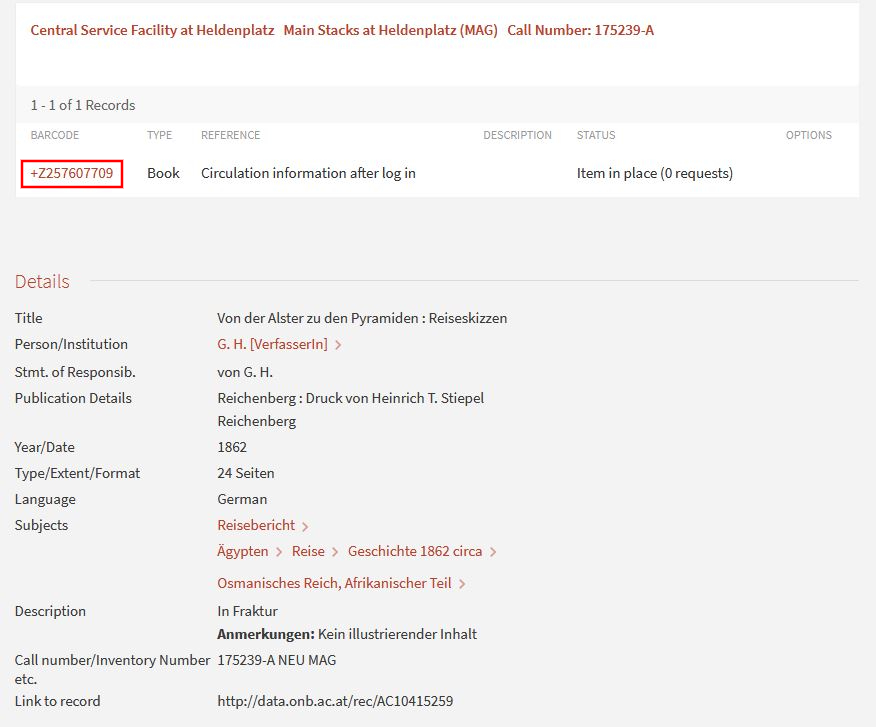 Central Service Facility at Heldenplatz Main Stacks at Heldenplatz (MAG) Call Number: 175239-A
1 - 1 of 1 Records
BARCODE TYPE REFERENCE DESCRIPTION STATUS OPTIONS
+Z257607709 Book Circulation information after log in Item in place (0 requests)
Details
Title Von der Alster zu den Pyramiden : Reiseskizzen
Person/Institution G. H. [VerfasserIn] >
Stmt. of Responsib. von G. H.
Publication Details Reichenberg : Druck von Heinrich T. Stiepel
Reichenberg
Year/Date 1862
Type/Extent/Format 24 Seiten
Language German
Subjects Reisebericht >
Ägypten > Reise > Geschichte 1862 circa >
Osmanisches Reich, Afrikanischer Teil >
Description In Fraktur
Anmerkungen: Kein illustrierender Inhalt
Call number/Inventory Number 175239-A NEU MAG
etc.
Link to record http://data.onb.ac.at/rec/AC10415259